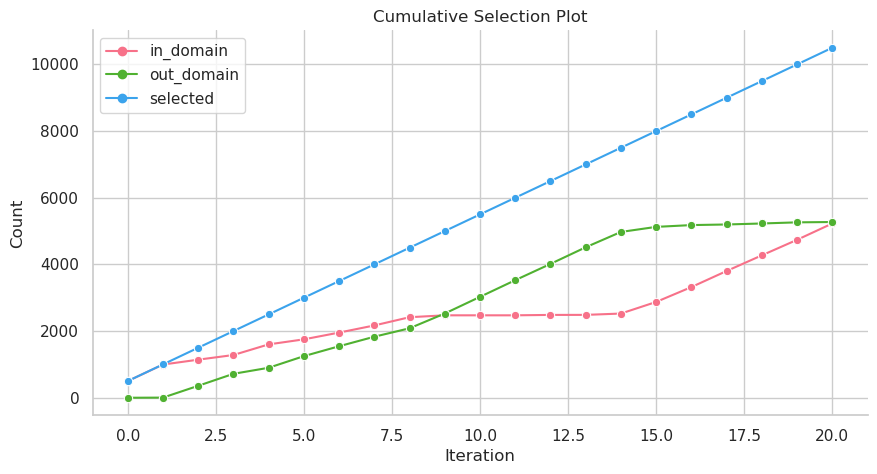 Cumulative Selection Plot
in_domain
out_domain
selected
10000
8000
6000
4000
2000
0
Count
0.0 2.5 5.0 7.5 10.0 12.5 15.0 17.5 20.0
Iteration